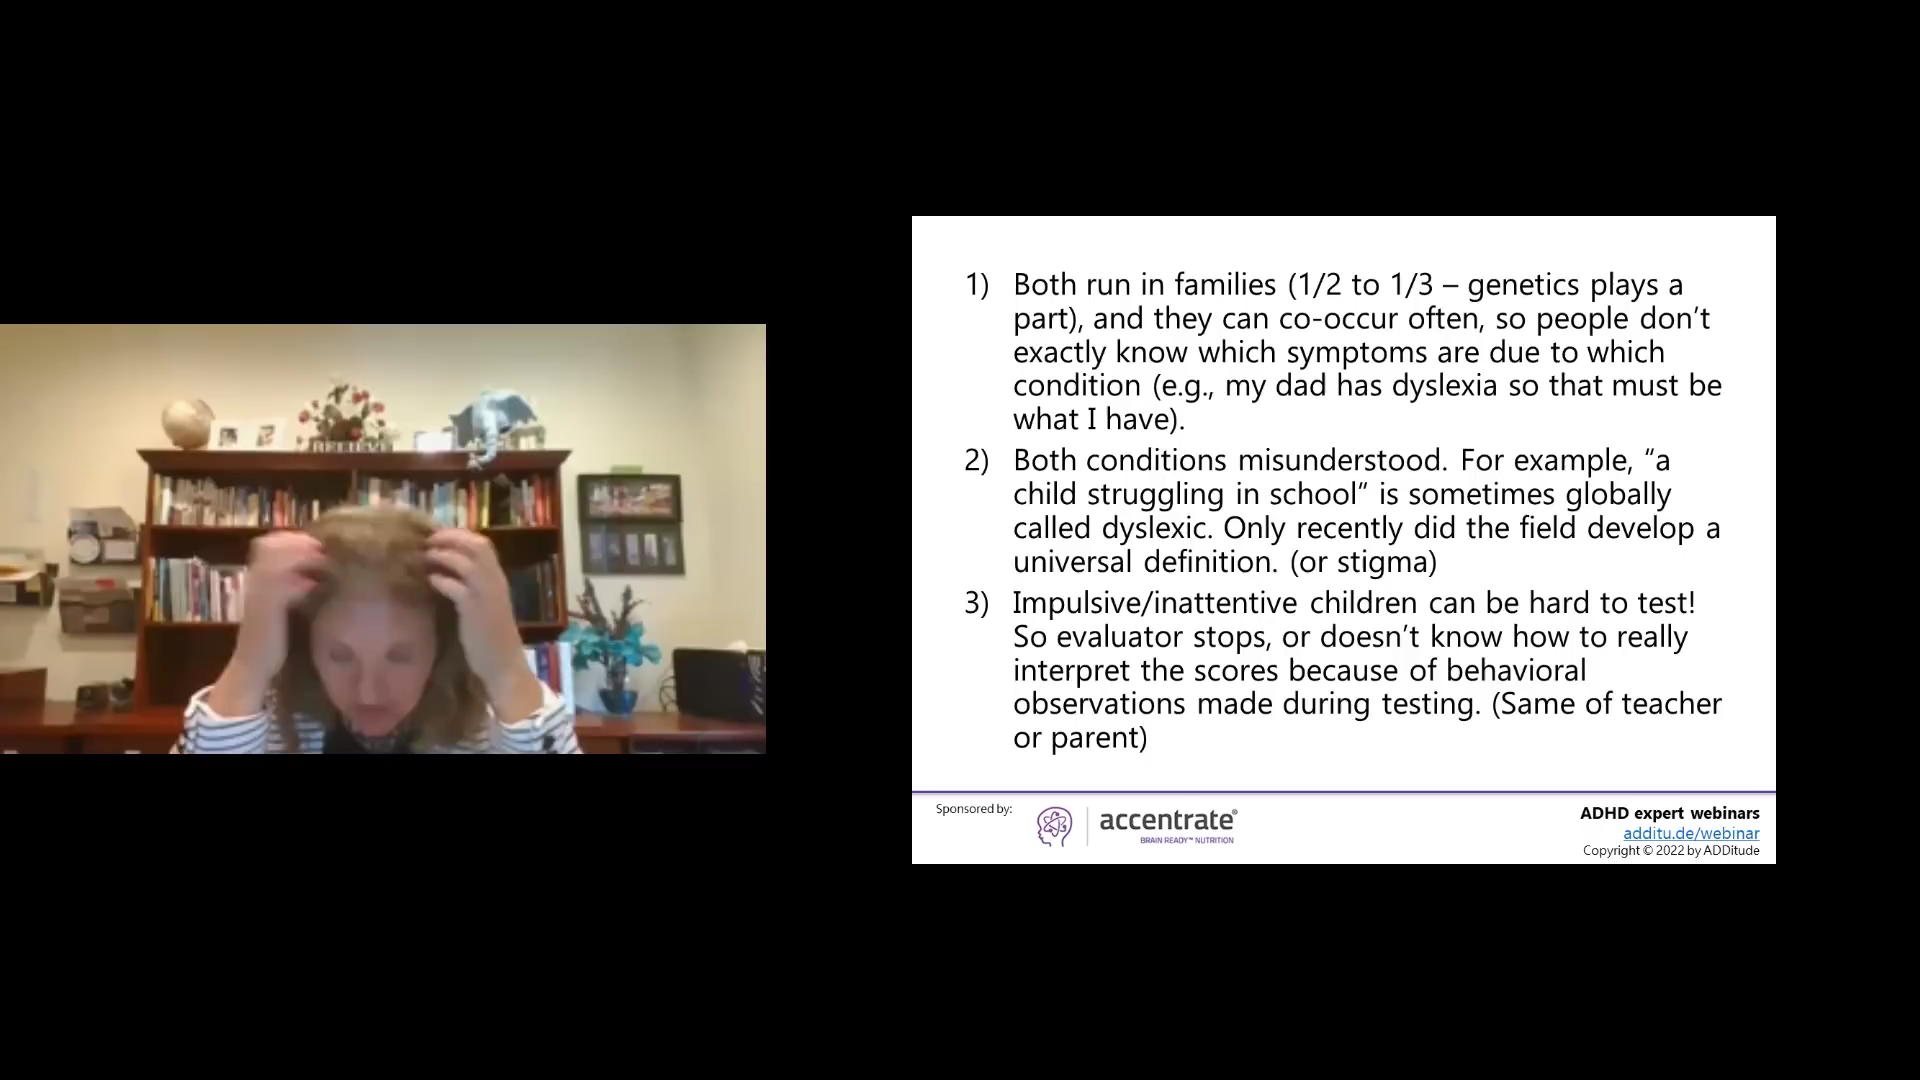 BELIEVE
1) Both run in families (1/2 to 1/3 – genetics plays a
part), and they can co-occur often, so people don’t
exactly know which symptoms are due to which
condition (e.g., my dad has dyslexia so that must be
what I have).
2) Both conditions misunderstood. For example, “a
child struggling in school” is sometimes globally
called dyslexic. Only recently did the field develop a
universal definition. (or stigma)
3) Impulsive/inattentive children can be hard to test!
So evaluator stops, or doesn’t know how to really
interpret the scores because of behavioral
observations made during testing. (Same of teacher
or parent)
Sponsored by:
accentrate®
BRAIN READY™ NUTRITION
ADHD expert webinars
additu.de/webinar
Copyright © 2022 by ADDitude